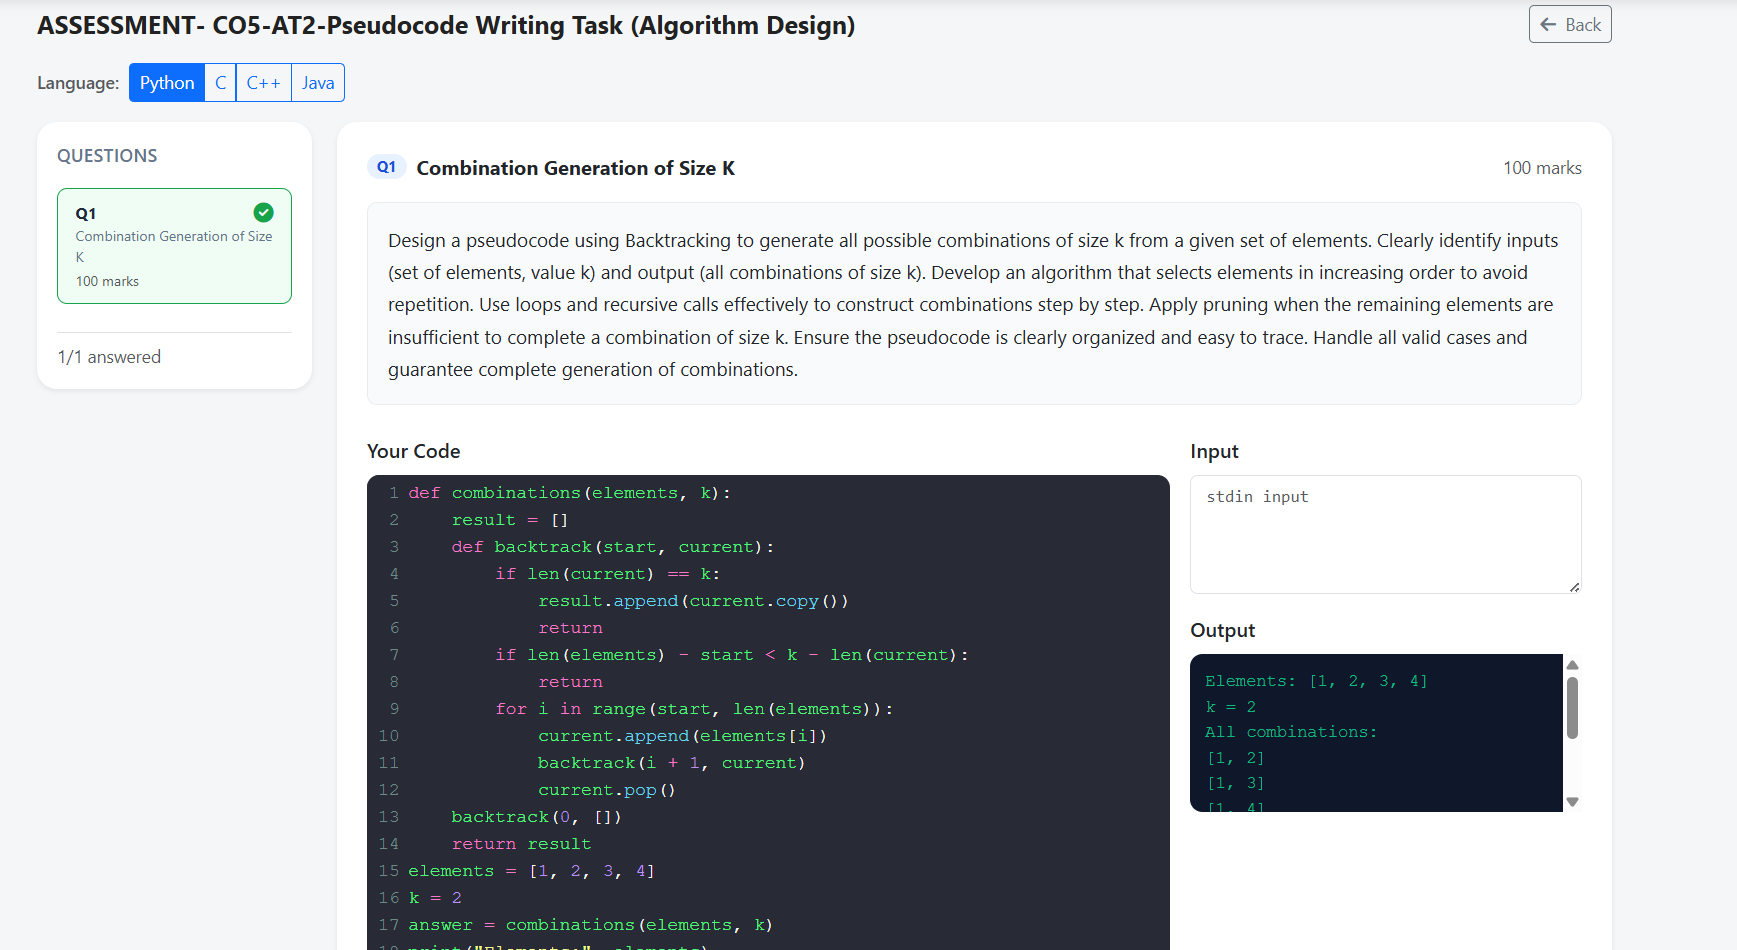 ASSESSMENT- CO5-AT2-Pseudocode Writing Task (Algorithm Design)
← Back
Language: Python C C++ Java
QUESTIONS
Q1
Combination Generation of Size
K
100 marks
1/1 answered
Q1 Combination Generation of Size K
100 marks
Design a pseudocode using Backtracking to generate all possible combinations of size k from a given set of elements. Clearly identify inputs
(set of elements, value k) and output (all combinations of size k). Develop an algorithm that selects elements in increasing order to avoid
repetition. Use loops and recursive calls effectively to construct combinations step by step. Apply pruning when the remaining elements are
insufficient to complete a combination of size k. Ensure the pseudocode is clearly organized and easy to trace. Handle all valid cases and
guarantee complete generation of combinations.
Your Code
1 def combinations(elements, k):
2     result = []
3     def backtrack(start, current):
4         if len(current) == k:
5             result.append(current.copy())
6             return
7         if len(elements) - start < k - len(current):
8             return
9         for i in range(start, len(elements)):
10             current.append(elements[i])
11             backtrack(i + 1, current)
12             current.pop()
13     backtrack(0, [])
14     return result
15 elements = [1, 2, 3, 4]
16 k = 2
17 answer = combinations(elements, k)
18 print("Elements:", elements)
Input
stdin input
Output
Elements: [1, 2, 3, 4]
k = 2
All combinations:
[1, 2]
[1, 3]
[1, 4]